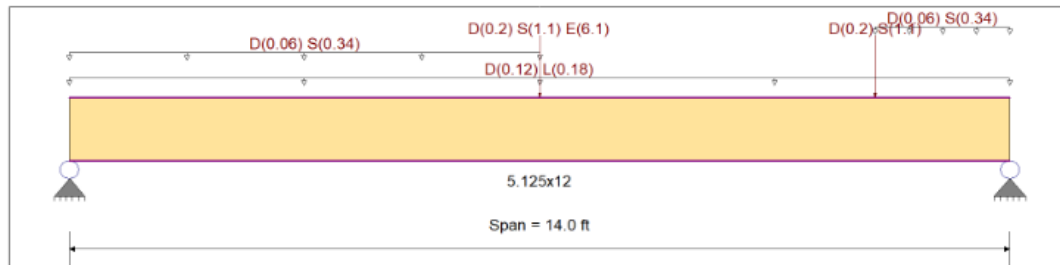 D(0.2) S(1.1) E(6.1)
D(0.06) S(0.34)
D(0.06) S(0.34)
D(0.2) S(1.1)
D(0.12) L(0.18)
5.125x12
Span = 14.0 ft